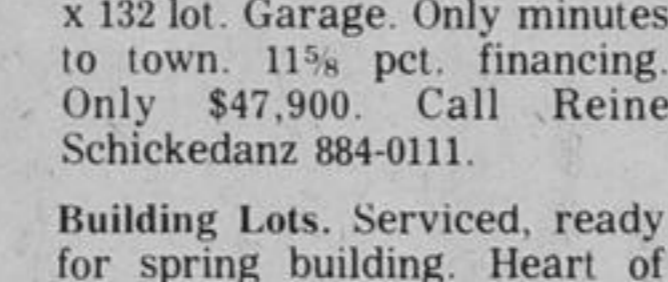 x 132 lot. Garage. Only minutes
to town. 11⅝ pct. financing.
Only $47,900. Call Reine
Schickedanz 884-0111.
Building Lots. Serviced, ready
for spring building. Heart of